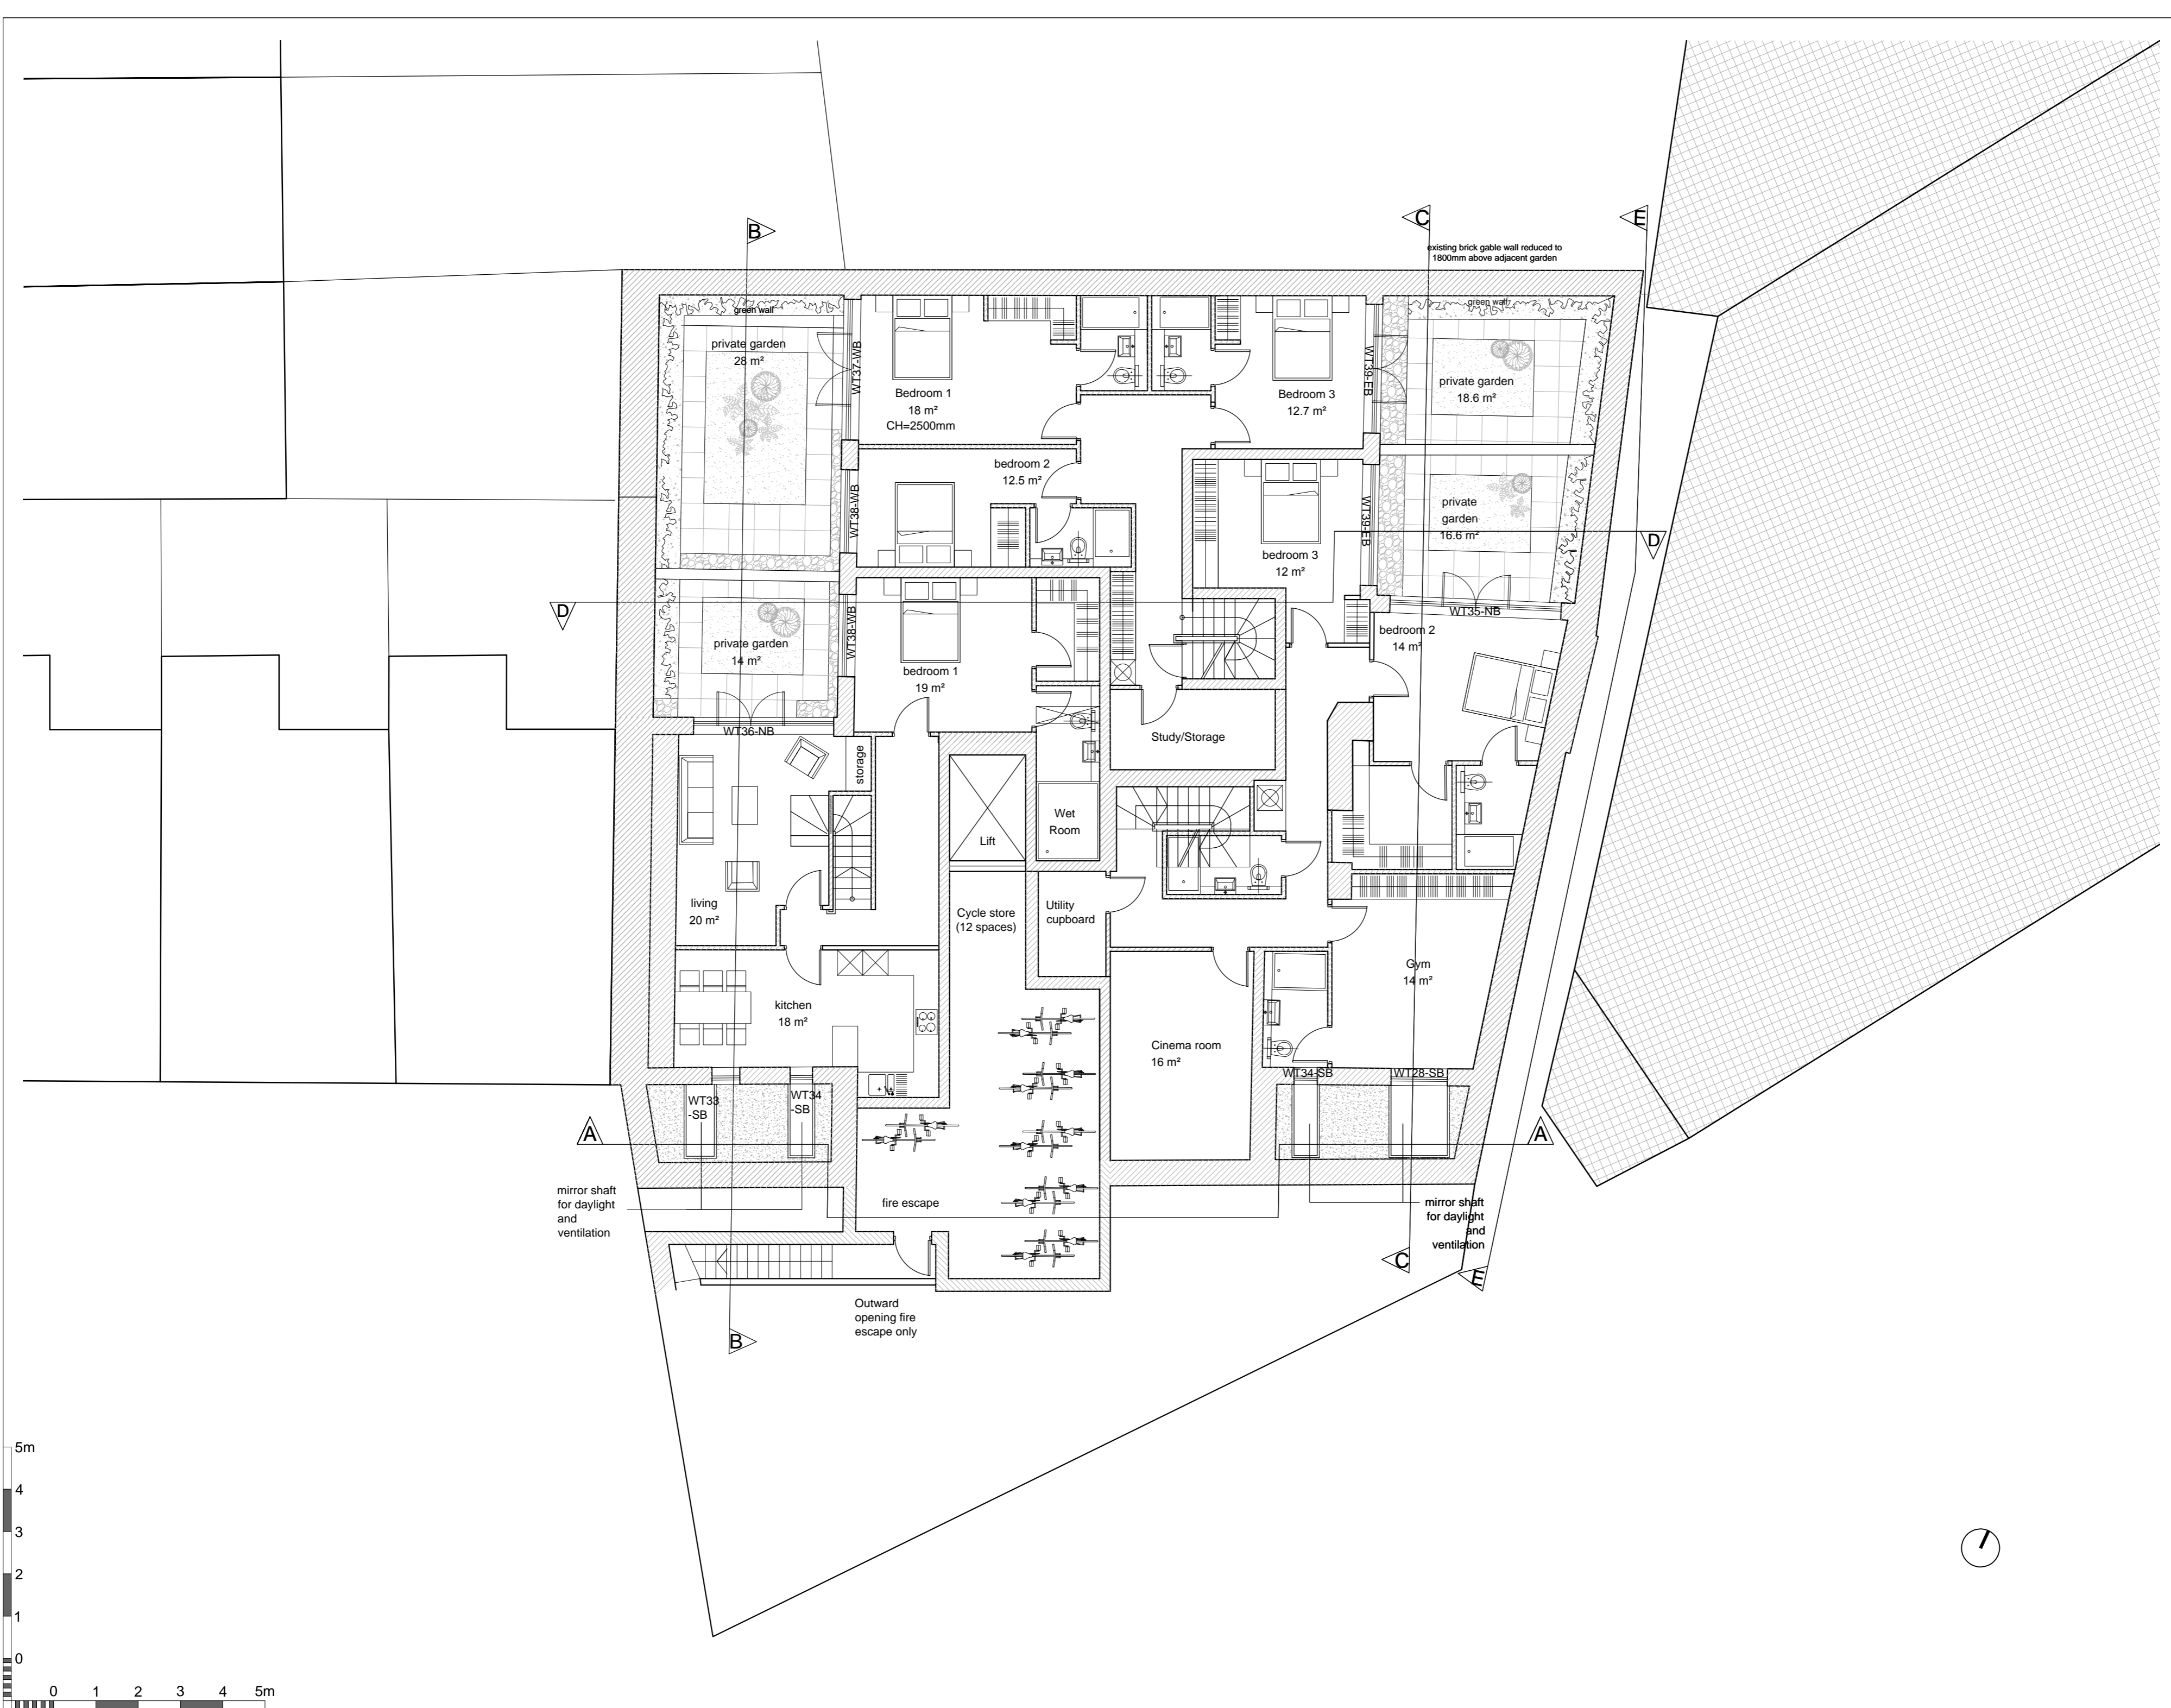 B
C
E
existing brick gable wall reduced to
1800mm above adjacent garden
green wall
green wall
private garden
28 m²
WT37-WB
Bedroom 1
18 m²
CH=2500mm
Bedroom 3
12.7 m²
WT39-EB
private garden
18.6 m²
bedroom 2
12.5 m²
WT38-WB
bedroom 3
12 m²
WT39-EB
private
garden
16.6 m²
D
D
WT35-NB
private garden
14 m²
WT38-WB
bedroom 1
19 m²
bedroom 2
14 m²
WT36-NB
storage
Study/Storage
Lift
Wet
Room
living
20 m²
Cycle store
(12 spaces)
Utility
cupboard
kitchen
18 m²
Cinema room
16 m²
Gym
14 m²
WT33
-SB
WT34
-SB
WT34-SB
WT28-SB
A
A
mirror shaft
for daylight
and
ventilation
fire escape
mirror shaft
for daylight
and
ventilation
C
E
Outward
opening fire
escape only
B
5m
4
3
2
1
0
0 1 2 3 4 5m